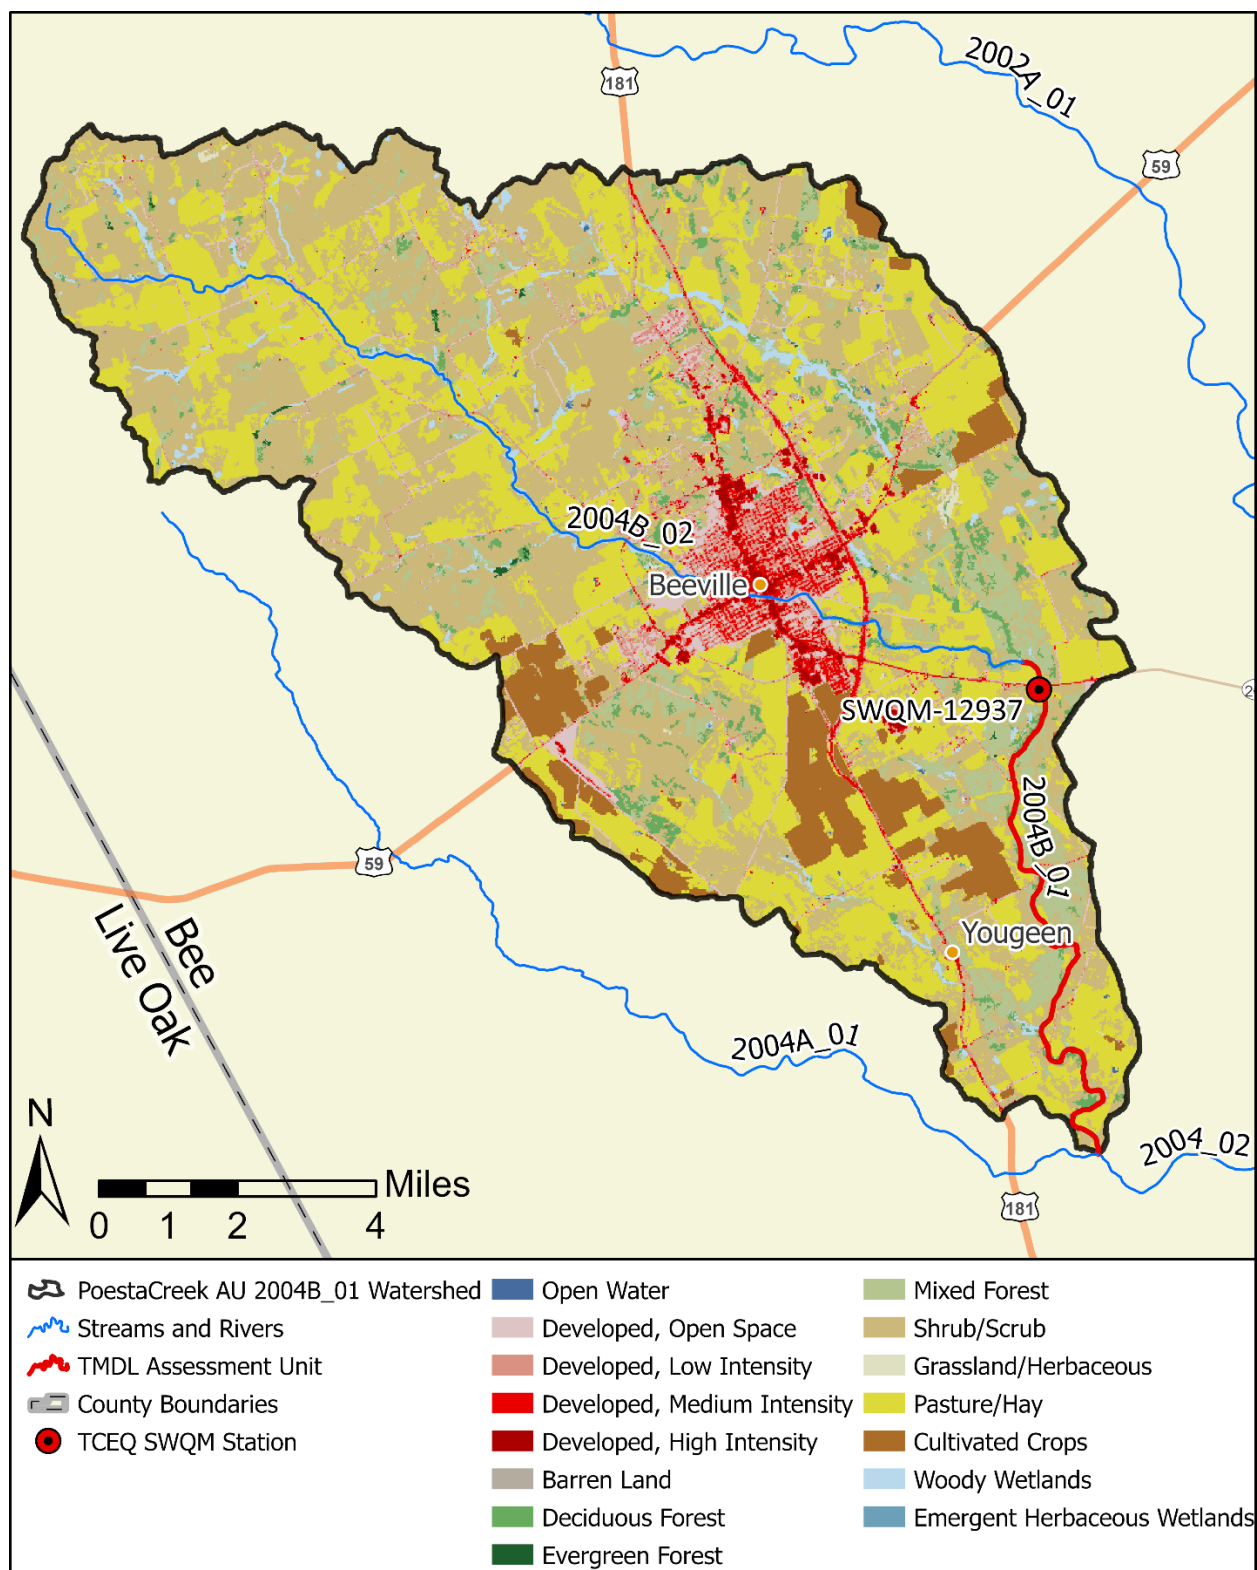 2002A_01
181
59
2004B_02
Beeville
SWQM-12937
2004B_01
59
Bee
Live Oak
Yougeen
2004A_01
2004_02
181
N
Miles
0 1 2 4
PoestaCreek AU 2004B_01 Watershed
Streams and Rivers
TMDL Assessment Unit
County Boundaries
TCEQ SWQM Station
Open Water
Developed, Open Space
Developed, Low Intensity
Developed, Medium Intensity
Developed, High Intensity
Barren Land
Deciduous Forest
Evergreen Forest
Mixed Forest
Shrub/Scrub
Grassland/Herbaceous
Pasture/Hay
Cultivated Crops
Woody Wetlands
Emergent Herbaceous Wetlands